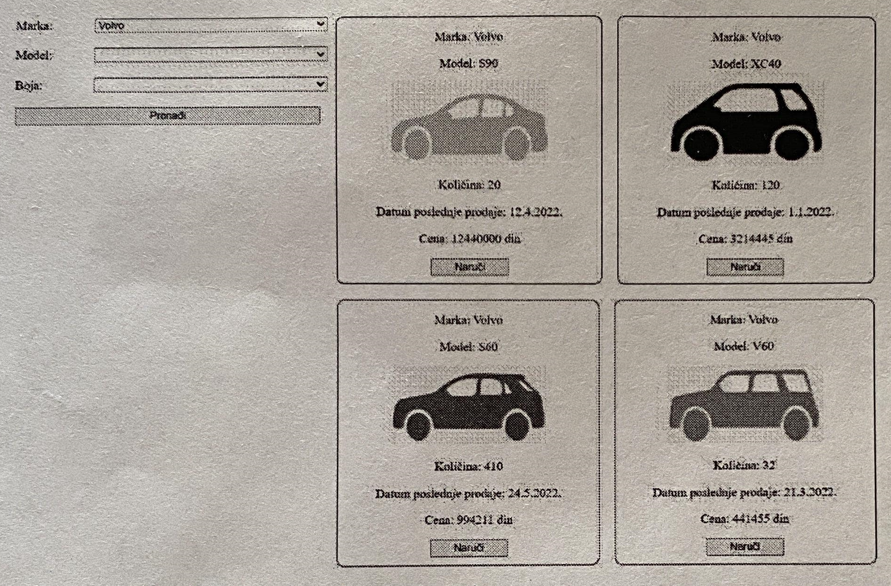 Marka: Volvo
Model:
Boja:
Pronađi
Marka: Volvo
Model: S90
Količina: 20
Datum poslednje prodaje: 12.4.2022.
Cena: 12440000 din
Naruči
Marka: Volvo
Model: XC40
Količina: 120
Datum poslednje prodaje: 1.1.2022.
Cena: 3214445 din
Naruči
Marka: Volvo
Model: S60
Količina: 410
Datum poslednje prodaje: 24.5.2022.
Cena: 994211 din
Naruči
Marka: Volvo
Model: V60
Količina: 32
Datum poslednje prodaje: 21.3.2022.
Cena: 441455 din
Naruči